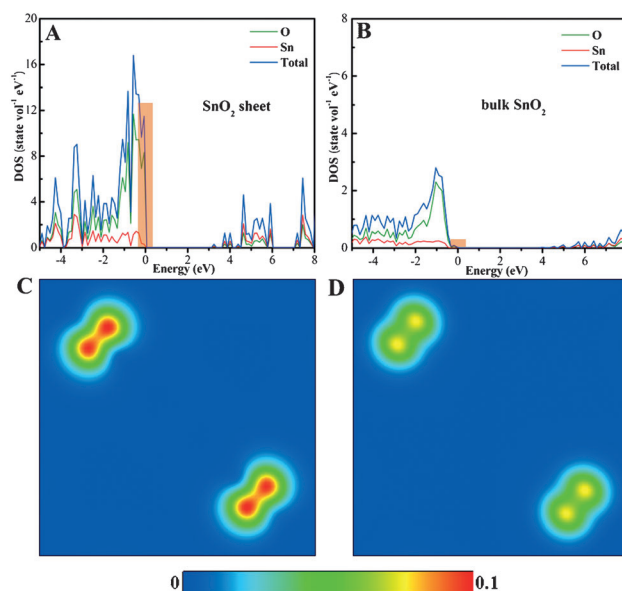 A
O
Sn
Total
SnO2 sheet
DOS (state vol-1 eV-1)
20
16
12
8
4
0
-4 -2 0 2 4 6 8
Energy (eV)
B
O
Sn
Total
bulk SnO2
DOS (state vol-1 eV-1)
8
6
4
2
0
-4 -2 0 2 4 6
Energy (eV)
C
D
0
0.1